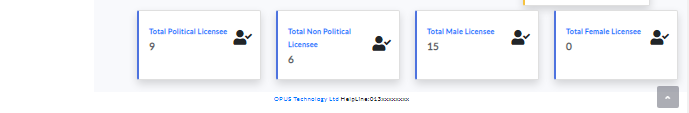 Total Political Licensee
9
Total Non Political
Licensee
6
Total Male Licensee
15
Total Female Licensee
0
OPUS Technology Ltd HelpLine:013xxxxxxxx